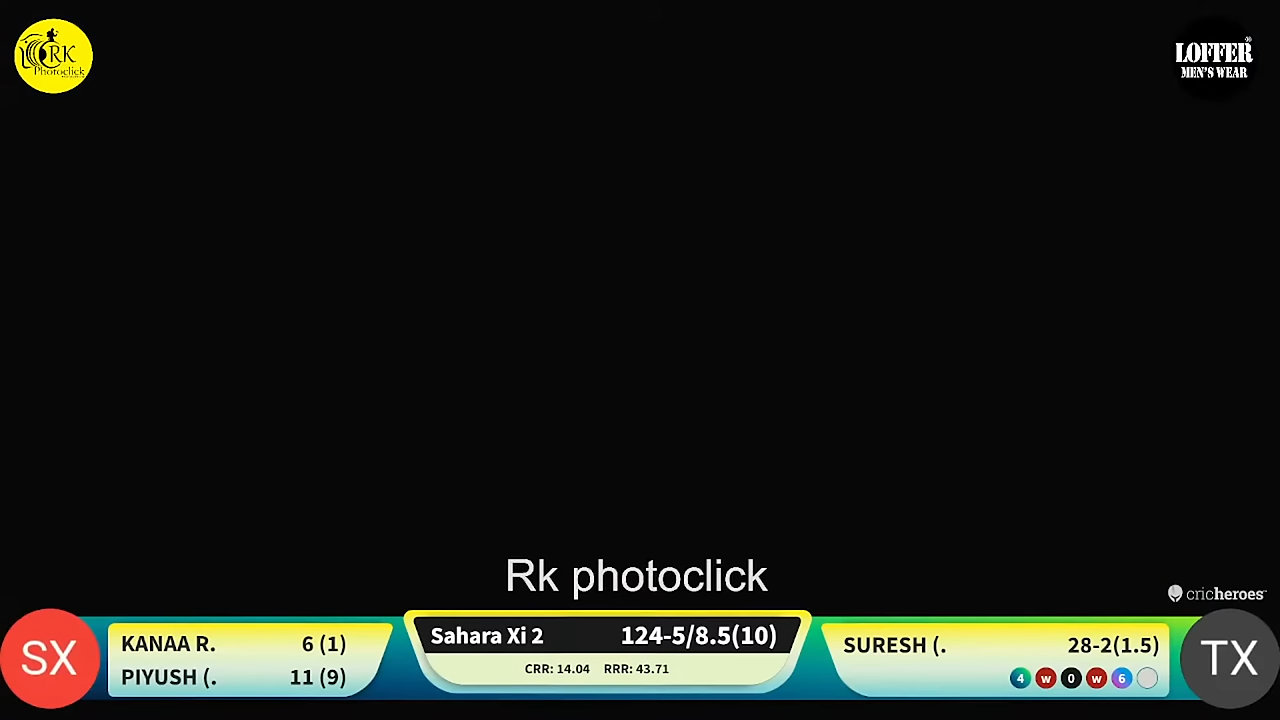 RK
Photoclick
LOFFER®
MEN'S WEAR
Rk photoclick
cricheroes
SX
KANAA R. 6 (1)
PIYUSH (. 11 (9)
Sahara Xi 2 124-5/8.5(10)
CRR: 14.04 RRR: 43.71
SURESH (. 28-2(1.5)
4 w 0 w 6
TX